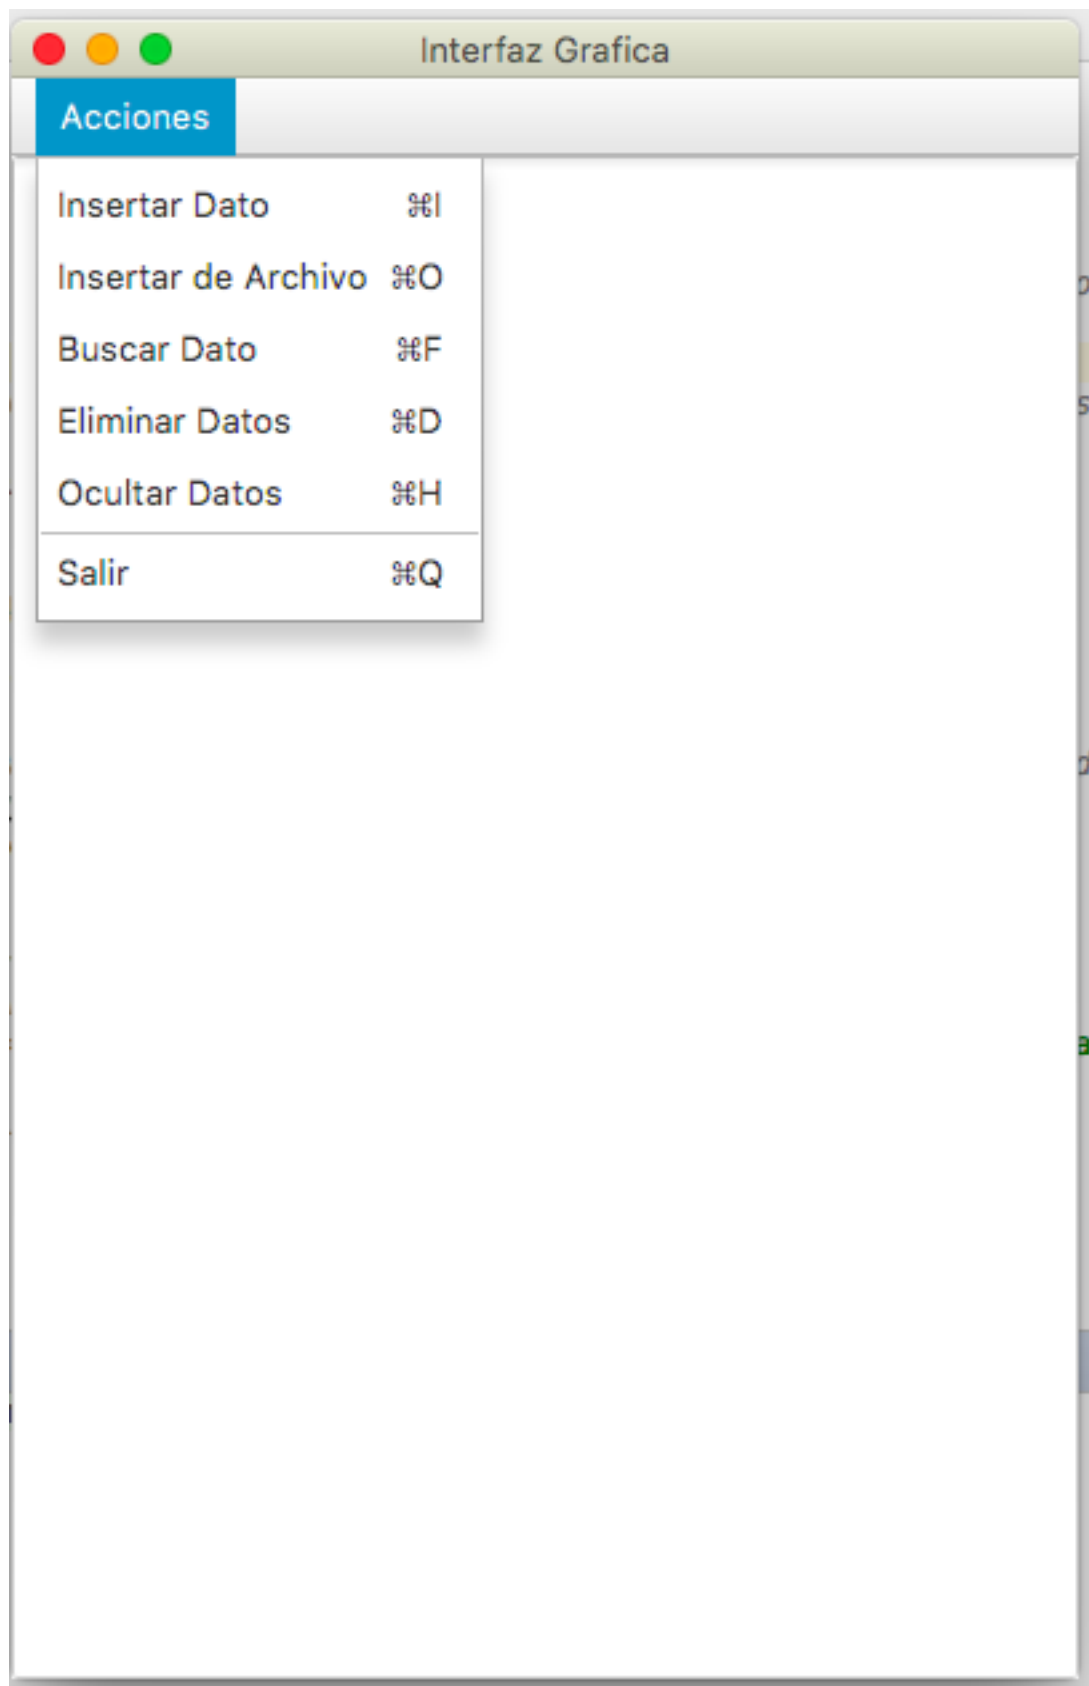 Interfaz Grafica
Acciones
Insertar Dato ⌘I
Insertar de Archivo ⌘O
Buscar Dato ⌘F
Eliminar Datos ⌘D
Ocultar Datos ⌘H
Salir ⌘Q